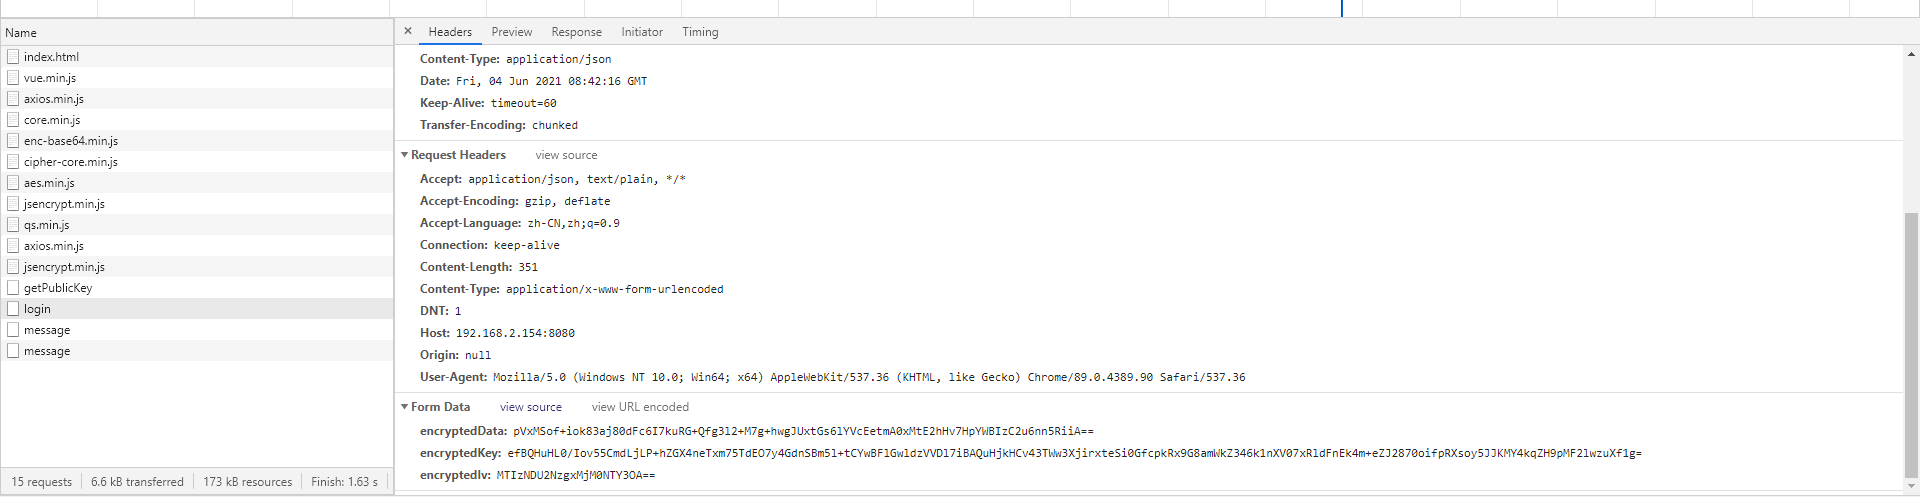 Name
index.html
vue.min.js
axios.min.js
core.min.js
enc-base64.min.js
cipher-core.min.js
aes.min.js
jsencrypt.min.js
qs.min.js
axios.min.js
jsencrypt.min.js
getPublicKey
login
message
message
15 requests 6.6 kB transferred 173 kB resources Finish: 1.63 s
× Headers Preview Response Initiator Timing
Content-Type: application/json
Date: Fri, 04 Jun 2021 08:42:16 GMT
Keep-Alive: timeout=60
Transfer-Encoding: chunked
Request Headers view source
Accept: application/json, text/plain, */*
Accept-Encoding: gzip, deflate
Accept-Language: zh-CN,zh;q=0.9
Connection: keep-alive
Content-Length: 351
Content-Type: application/x-www-form-urlencoded
DNT: 1
Host: 192.168.2.154:8080
Origin: null
User-Agent: Mozilla/5.0 (Windows NT 10.0; Win64; x64) AppleWebKit/537.36 (KHTML, like Gecko) Chrome/89.0.4389.90 Safari/537.36
Form Data view source view URL encoded
encryptedData: pVxMSof+iok83aj80dFc6I7kuRG+Qfg3l2+M7g+hwgJUxtGs6lYVcEetmA0xMtE2hHv7HpYWBIzC2u6nn5RiiA==
encryptedKey: efBQHuHL0/Iov55CmdLjLP+hZGX4neTxm75TdEO7y4GdnSBm5l+tCYwBFlGwldzVVDl7iBAQuHjkHCv43TWw3XjirxteSi0GfcpkRx9G8amWkZ346k1nXV07xRldFnEk4m+eZJ2870oifpRXsoy5JJKMY4kqZH9pMF2lwzuXf1g=
encryptedIv: MTIzNDU2NzgxMjM0NTY3OA==